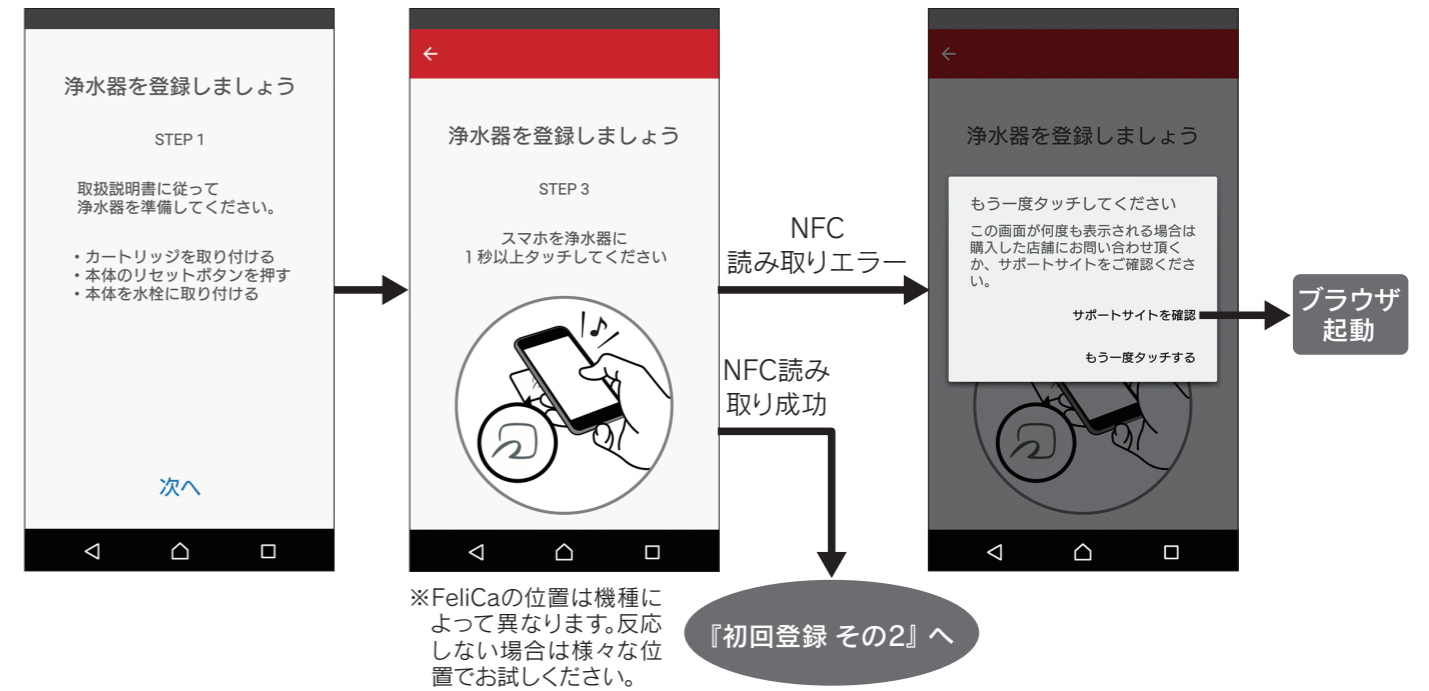 浄水器を登録しましょう
STEP 1
取扱説明書に従って
浄水器を準備してください。
・カートリッジを取り付ける
・本体のリセットボタンを押す
・本体を水栓に取り付ける
次へ
浄水器を登録しましょう
STEP 3
スマホを浄水器に
1秒以上タッチしてください
※FeliCaの位置は機種に
よって異なります。反応
しない場合は様々な位
置でお試しください。
NFC
読み取りエラー
NFC読み
取り成功
『初回登録 その2』へ
浄水器を登録しましょう
もう一度タッチしてください
この画面が何度も表示される場合は
購入した店舗にお問い合わせ頂く
か、サポートサイトをご確認くださ
い。
サポートサイトを確認
もう一度タッチする
ブラウザ
起動